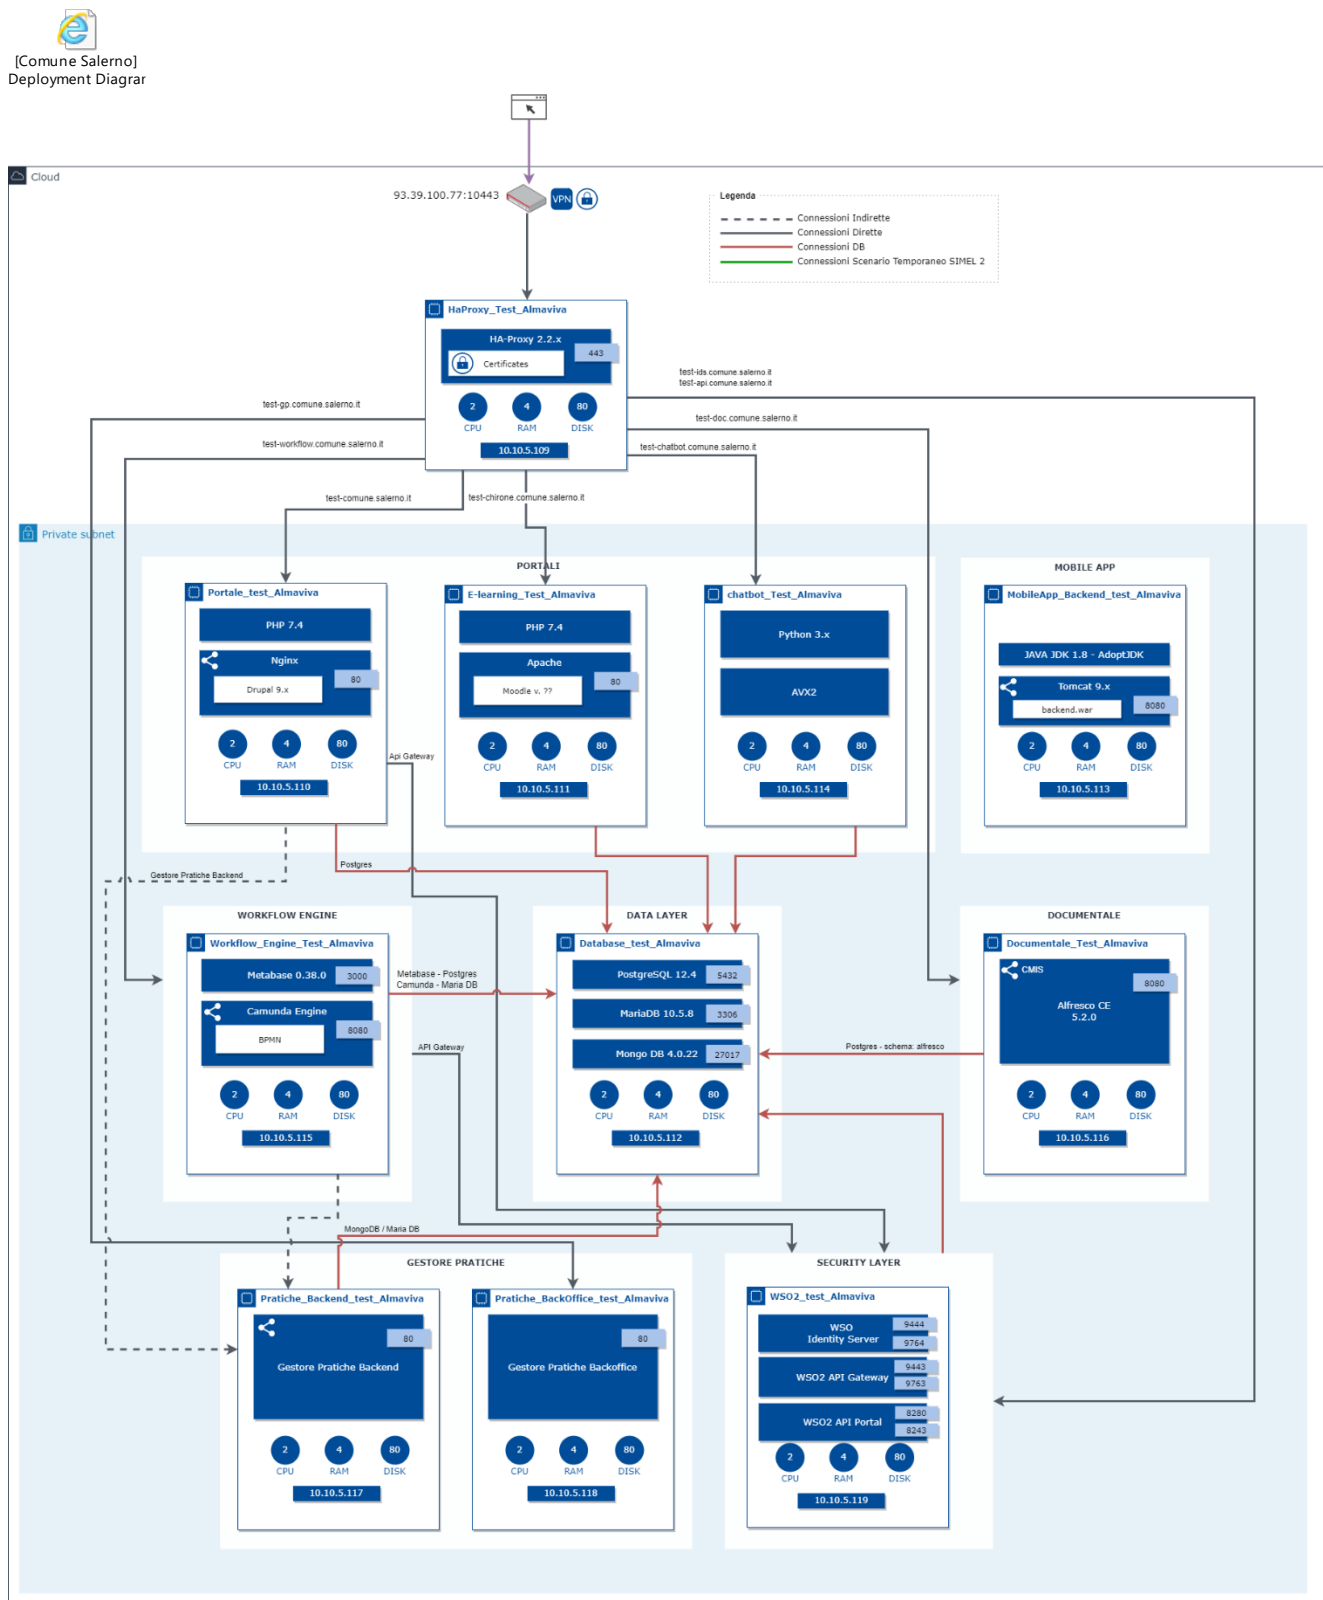 [Comune Salerno]
Deployment Diagrar
Cloud
93.39.100.77:10443
VPN
Legenda
Connessioni Indirette
Connessioni Dirette
Connessioni DB
Connessioni Scenario Temporaneo SIMEL 2
HaProxy_Test_Almaviva
HA-Proxy 2.2.x
443
Certificates
2
4
80
CPU
RAM
DISK
10.10.5.109
test-ids.comune.salerno.it
test-api.comune.salerno.it
test-gp.comune.salerno.it
test-doc.comune.salerno.it
test-workflow.comune.salerno.it
test-chatbot.comune.salerno.it
test-comune.salerno.it
test-chirone.comune.salerno.it
Private subnet
PORTALI
Portale_test_Almaviva
PHP 7.4
Nginx
80
Drupal 9.x
2
4
80
CPU
RAM
DISK
10.10.5.110
E-learning_Test_Almaviva
PHP 7.4
Apache
80
Moodle v. ??
2
4
80
CPU
RAM
DISK
10.10.5.111
chatbot_Test_Almaviva
Python 3.x
AVX2
2
4
80
CPU
RAM
DISK
10.10.5.114
MOBILE APP
MobileApp_Backend_test_Almaviva
JAVA JDK 1.8 - AdoptJDK
Tomcat 9.x
8080
backend.war
2
4
80
CPU
RAM
DISK
10.10.5.113
Api Gateway
Postgres
Gestore Pratiche Backend
WORKFLOW ENGINE
Workflow_Engine_Test_Almaviva
Metabase 0.38.0
3000
Camunda Engine
8080
BPMN
2
4
80
CPU
RAM
DISK
10.10.5.115
Metabase - Postgres
Camunda - Maria DB
API Gateway
DATA LAYER
Database_test_Almaviva
PostgreSQL 12.4
5432
MariaDB 10.5.8
3306
Mongo DB 4.0.22
27017
2
4
80
CPU
RAM
DISK
10.10.5.112
Postgres - schema: alfresco
DOCUMENTALE
Documentale_Test_Almaviva
CMIS
8080
Alfresco CE
5.2.0
2
4
80
CPU
RAM
DISK
10.10.5.116
MongoDB / Maria DB
GESTORE PRATICHE
Pratiche_Backend_test_Almaviva
80
Gestore Pratiche Backend
2
4
80
CPU
RAM
DISK
10.10.5.117
Pratiche_BackOffice_test_Almaviva
80
Gestore Pratiche Backoffice
2
4
80
CPU
RAM
DISK
10.10.5.118
SECURITY LAYER
WSO2_test_Almaviva
WSO
Identity Server
9444
9764
WSO2 API Gateway
9443
9763
WSO2 API Portal
8280
8243
2
4
80
CPU
RAM
DISK
10.10.5.119